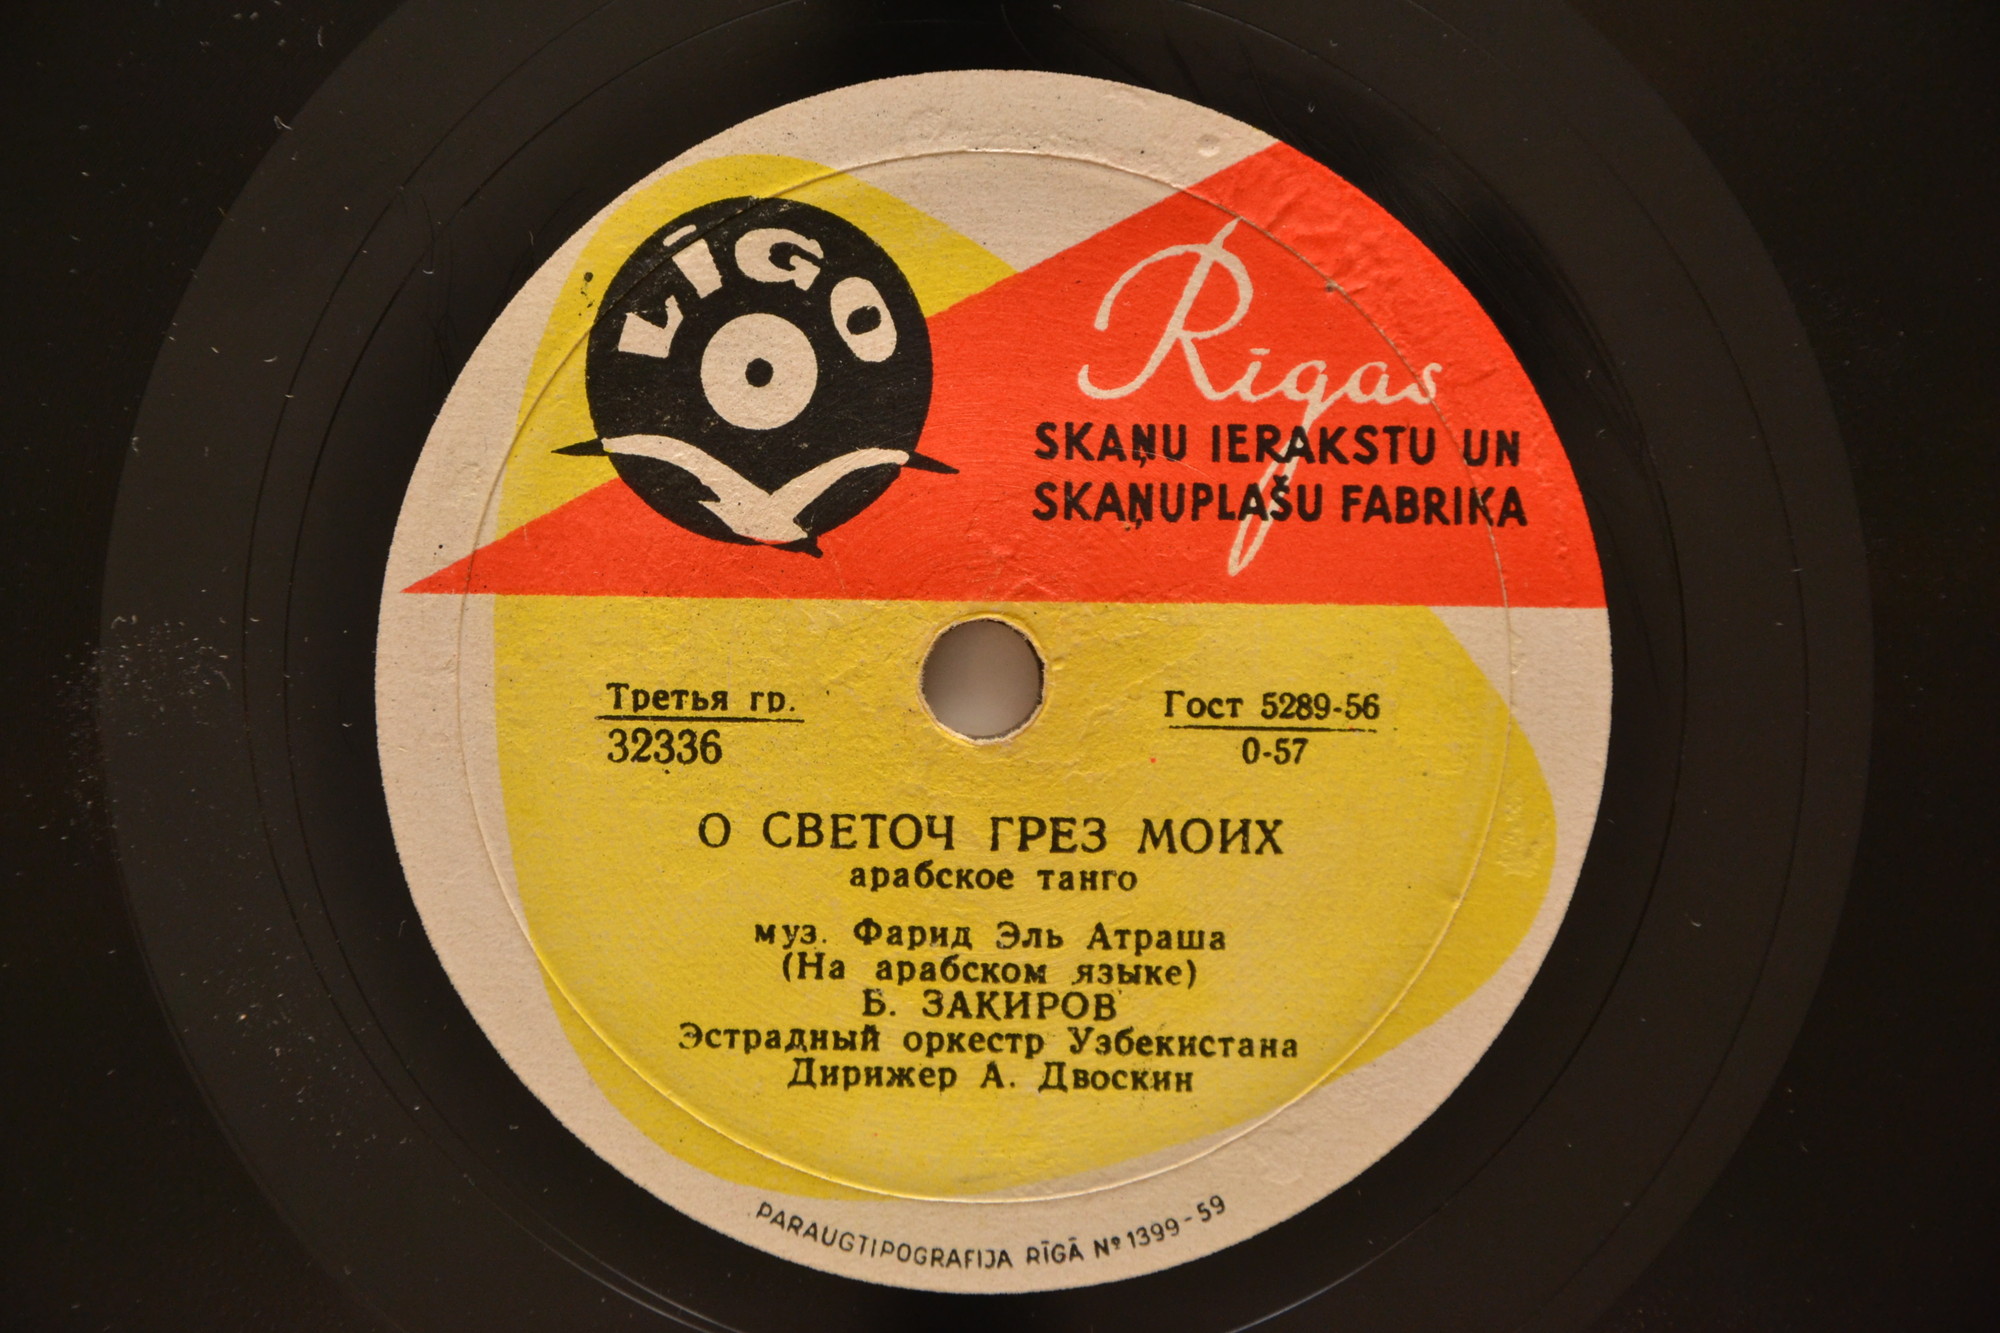 LĪGO
Rīgas
SKAŅU IERAKSTU UN
SKAŅUPLAŠU FABRIKA
Третья гр.
32336
Гост 5289-56
0-57
О СВЕТОЧ ГРЕЗ МОИХ
арабское танго
муз. Фарид Эль Атраша
(На арабском языке)
Б. ЗАКИРОВ
Эстрадный оркестр Узбекистана
Дирижер А. Двоскин
PARAUGTIPOGRAFIJA RĪGĀ Nº 1399-59